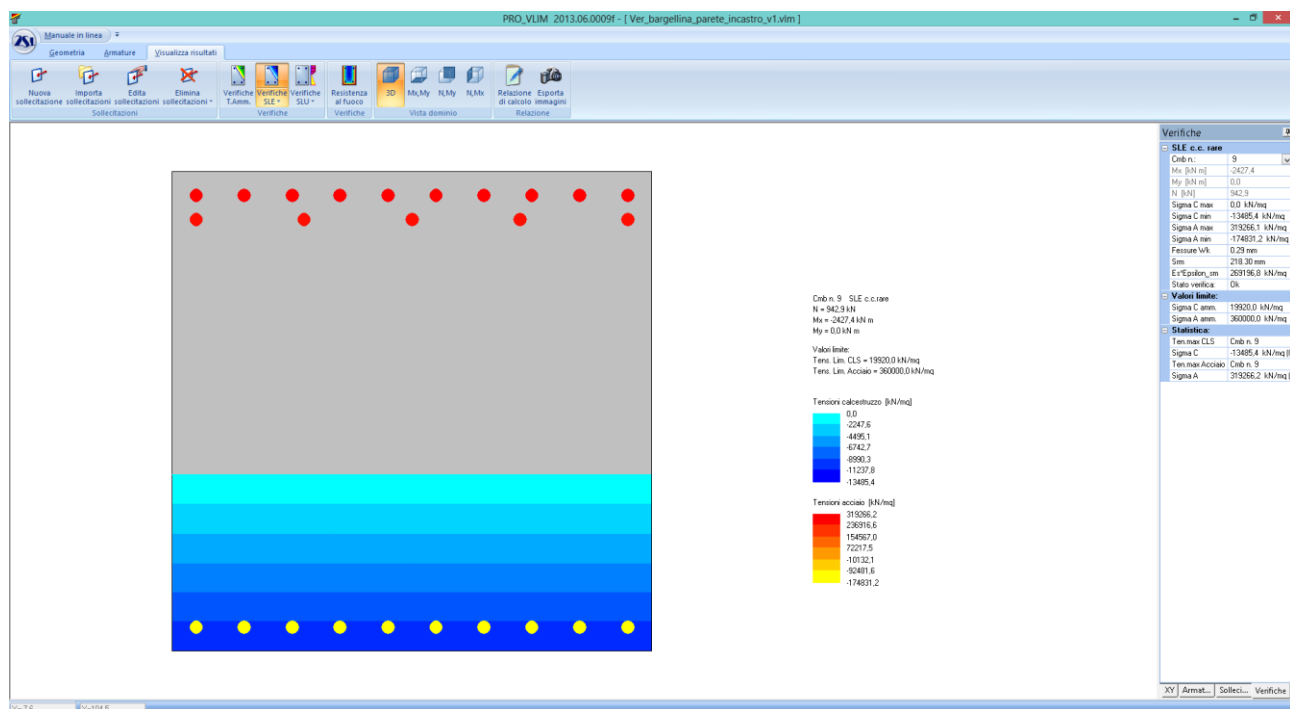 PRO_VLIM 2013.06.0009f - [ Ver_bargellina_parete_incastro_v1.vlm ]
2SI
Manuale in linea
Geometria Armature Visualizza risultati
Nuova sollecitazione
Importa sollecitazioni
Edita sollecitazioni
Elimina sollecitazioni
Verifiche T.Amm.
Verifiche SLE
Verifiche SLU
Resistenza al fuoco
3D
Mx,My
N,My
N,Mx
Relazione di calcolo
Esporta immagini
Sollecitazioni
Verifiche
Verifiche
Vista dominio
Relazione
Cmb n. 9 SLE c.c.rare
N = 942,9 kN
Mx = -2427,4 kN m
My = 0,0 kN m
Valori limite:
Tens. Lim. CLS = 19920,0 kN/mq
Tens. Lim. Acciaio = 360000,0 kN/mq
Tensioni calcestruzzo [kN/mq]
0,0
-2247,6
-4495,1
-6742,7
-8990,3
-11237,8
-13485,4
Tensioni acciaio [kN/mq]
319266,2
236916,6
154567,0
72217,5
-10132,1
-92481,6
-174831,2
Verifiche
SLE c.c. rare
Cmb n.: 9
Mx [kN m] -2427,4
My [kN m] 0,0
N [kN] 942,9
Sigma C max 0,0 kN/mq
Sigma C min -13485,4 kN/mq
Sigma A max 319266,1 kN/mq
Sigma A min -174831,2 kN/mq
Fessure Wk 0.29 mm
Srm 218.30 mm
Es*Epsilon_sm 269196,8 kN/mq
Stato verifica: Ok
Valori limite:
Sigma C amm. 19920,0 kN/mq
Sigma A amm. 360000,0 kN/mq
Statistica:
Ten.max CLS Cmb n. 9
Sigma C -13485,4 kN/mq (
Ten.max Acciaio Cmb n. 9
Sigma A 319266,2 kN/mq (
XY Armat... Solleci... Verifiche